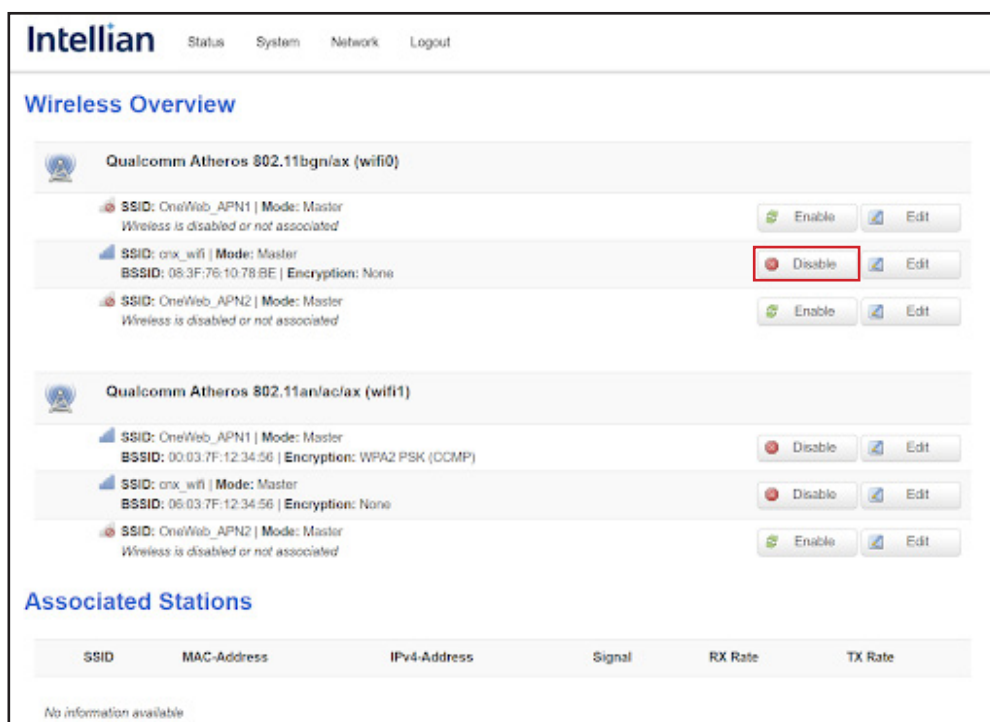 Intellian Status System Network Logout
Wireless Overview
Qualcomm Atheros 802.11bgn/ax (wifi0)
SSID: OneWeb_APN1 | Mode: Master
Wireless is disabled or not associated
Enable Edit
SSID: cnx_wifi | Mode: Master
BSSID: 08:3F:76:10:78:BE | Encryption: None
Disable Edit
SSID: OneWeb_APN2 | Mode: Master
Wireless is disabled or not associated
Enable Edit
Qualcomm Atheros 802.11an/ac/ax (wifi1)
SSID: OneWeb_APN1 | Mode: Master
BSSID: 00:03:7F:12:34:56 | Encryption: WPA2 PSK (CCMP)
Disable Edit
SSID: cnx_wifi | Mode: Master
BSSID: 06:03:7F:12:34:56 | Encryption: None
Disable Edit
SSID: OneWeb_APN2 | Mode: Master
Wireless is disabled or not associated
Enable Edit
Associated Stations
SSID MAC-Address IPv4-Address Signal RX Rate TX Rate
No information available